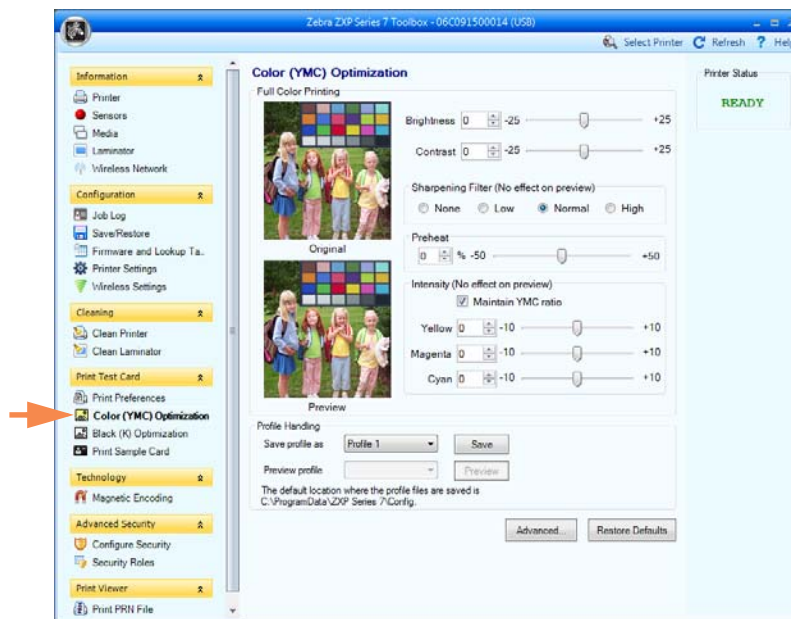 Zebra ZXP Series 7 Toolbox - 06C091500014 (USB)
Select Printer Refresh ? Help
Information
Printer
Sensors
Media
Laminator
Wireless Network
Configuration
Job Log
Save/Restore
Firmware and Lookup Ta..
Printer Settings
Wireless Settings
Cleaning
Clean Printer
Clean Laminator
Print Test Card
Print Preferences
Color (YMC) Optimization
Black (K) Optimization
Print Sample Card
Technology
Magnetic Encoding
Advanced Security
Configure Security
Security Roles
Print Viewer
Print PRN File
Color (YMC) Optimization
Full Color Printing
Original
Preview
Brightness 0 -25 +25
Contrast 0 -25 +25
Sharpening Filter (No effect on preview)
None Low Normal High
Preheat
0 % -50 +50
Intensity (No effect on preview)
Maintain YMC ratio
Yellow 0 -10 +10
Magenta 0 -10 +10
Cyan 0 -10 +10
Profile Handling
Save profile as Profile 1 Save
Preview profile Preview
The default location where the profile files are saved is
C:\ProgramData\ZXP Series 7\Config.
Advanced... Restore Defaults
Printer Status
READY